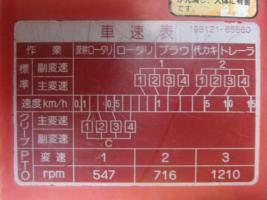 車速表 198121-65560
作業 深耕ロータリ ロータリ プラウ 代カキ トレーラ
標準 主変速 副変速
1 2
1 2 3 4 1 2 3 4
速度km/h 0.1 0.5 1 5 10 15
クリープ 主変速 副変速
1 2 3 4
C
PTO 変速 1 2 3
rpm 547 716 1210